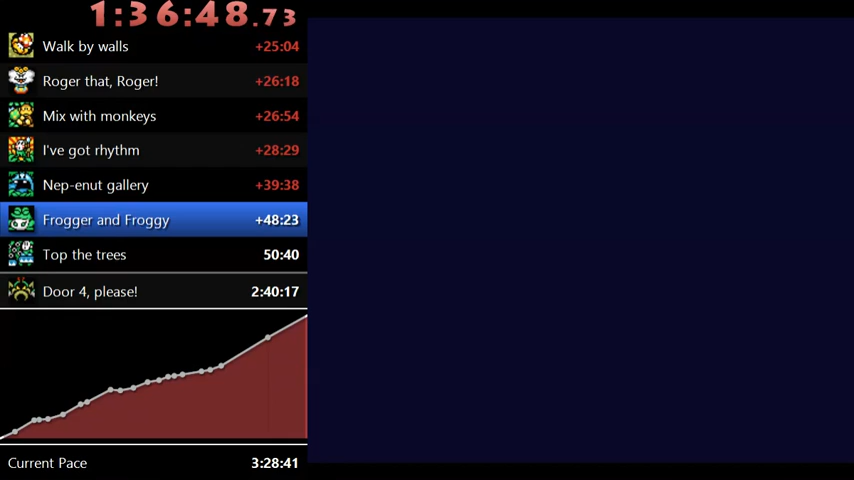 1:36:48.73
Walk by walls +25:04
Roger that, Roger! +26:18
Mix with monkeys +26:54
I've got rhythm +28:29
Nep-enut gallery +39:38
Frogger and Froggy +48:23
Top the trees 50:40
Door 4, please! 2:40:17
Current Pace 3:28:41